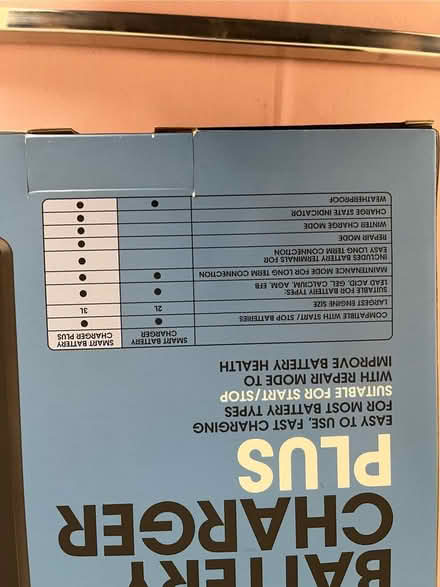 BATTERY
CHARGER
PLUS
EASY TO USE, FAST CHARGING
FOR MOST BATTERY TYPES
SUITABLE FOR START/STOP
WITH REPAIR MODE TO
IMPROVE BATTERY HEALTH
SMART BATTERY SMART BATTERY
CHARGER CHARGER PLUS
COMPATIBLE WITH START / STOP BATTERIES ● ●
LARGEST ENGINE SIZE 2L 3L
SUITABLE FOR BATTERY TYPES:
LEAD ACID, GEL, CALCIUM, AGM, EFB ● ●
MAINTENANCE MODE FOR LONG TERM CONNECTION ● ●
INCLUDES BATTERY TERMINALS FOR
EASY LONG TERM CONNECTION ●
REPAIR MODE ●
WINTER CHARGE MODE ●
CHARGE STATE INDICATOR ●
WEATHERPROOF ● ●